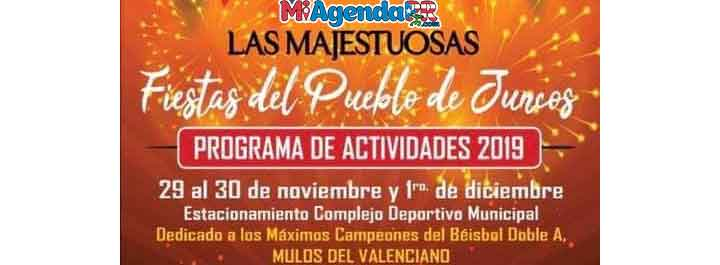 MiAgendaPR
.com
LAS MAJESTUOSAS
Fiestas del Pueblo de Juncos
PROGRAMA DE ACTIVIDADES 2019
29 al 30 de noviembre y 1ro. de diciembre
Estacionamiento Complejo Deportivo Municipal
Dedicado a los Máximos Campeones del Béisbol Doble A,
MULOS DEL VALENCIANO